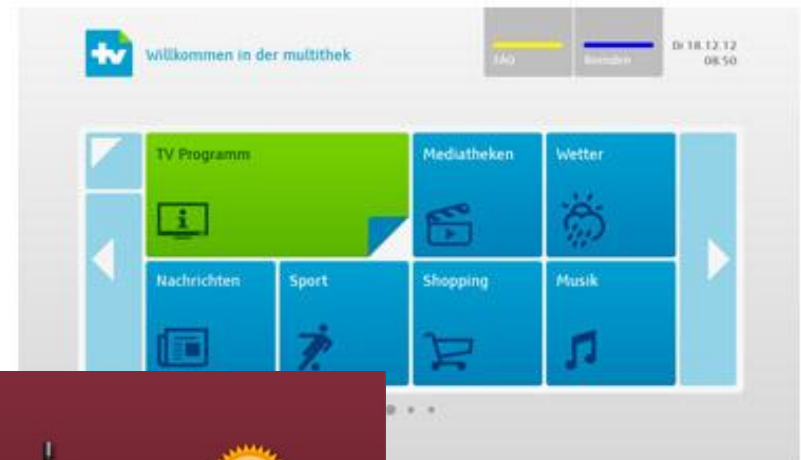 tv
Willkommen in der multithek
FAQ
Beenden
Di 18.12.12
08:50
TV Programm
Mediatheken
Wetter
i
Nachrichten
Sport
Shopping
Musik